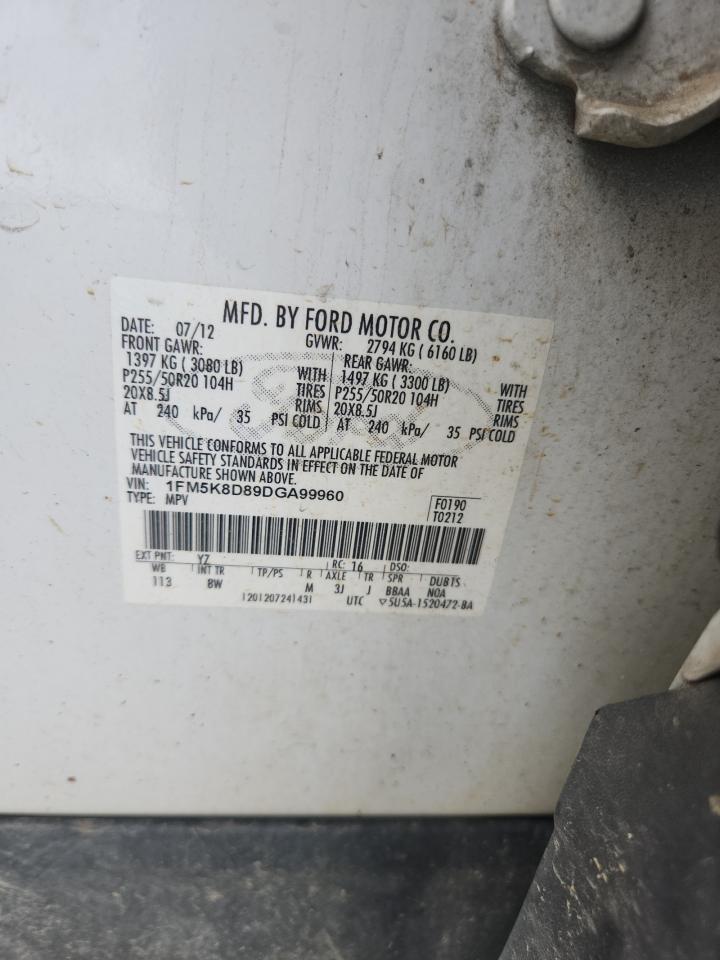 MFD. BY FORD MOTOR CO.
DATE: 07/12 GVWR: 2794 KG ( 6160 LB)
FRONT GAWR: REAR GAWR:
1397 KG ( 3080 LB) WITH 1497 KG ( 3300 LB) WITH
P255/50R20 104H TIRES P255/50R20 104H TIRES
20X8.5J RIMS 20X8.5J RIMS
AT 240 kPa/ 35 PSI COLD AT 240 kPa/ 35 PSI COLD
Ford
THIS VEHICLE CONFORMS TO ALL APPLICABLE FEDERAL MOTOR
VEHICLE SAFETY STANDARDS IN EFFECT ON THE DATE OF
MANUFACTURE SHOWN ABOVE.
VIN: 1FM5K8D89DGA99960 F0190
TYPE: MPV T0212
EXT PNT: YZ RC: 16 DSO:
WB INT TR TP/PS R AXLE TR SPR DUBTS
113 8W M 3J J BBAA NOA
1201207241431 UTC ▽5U5A-1520472-BA